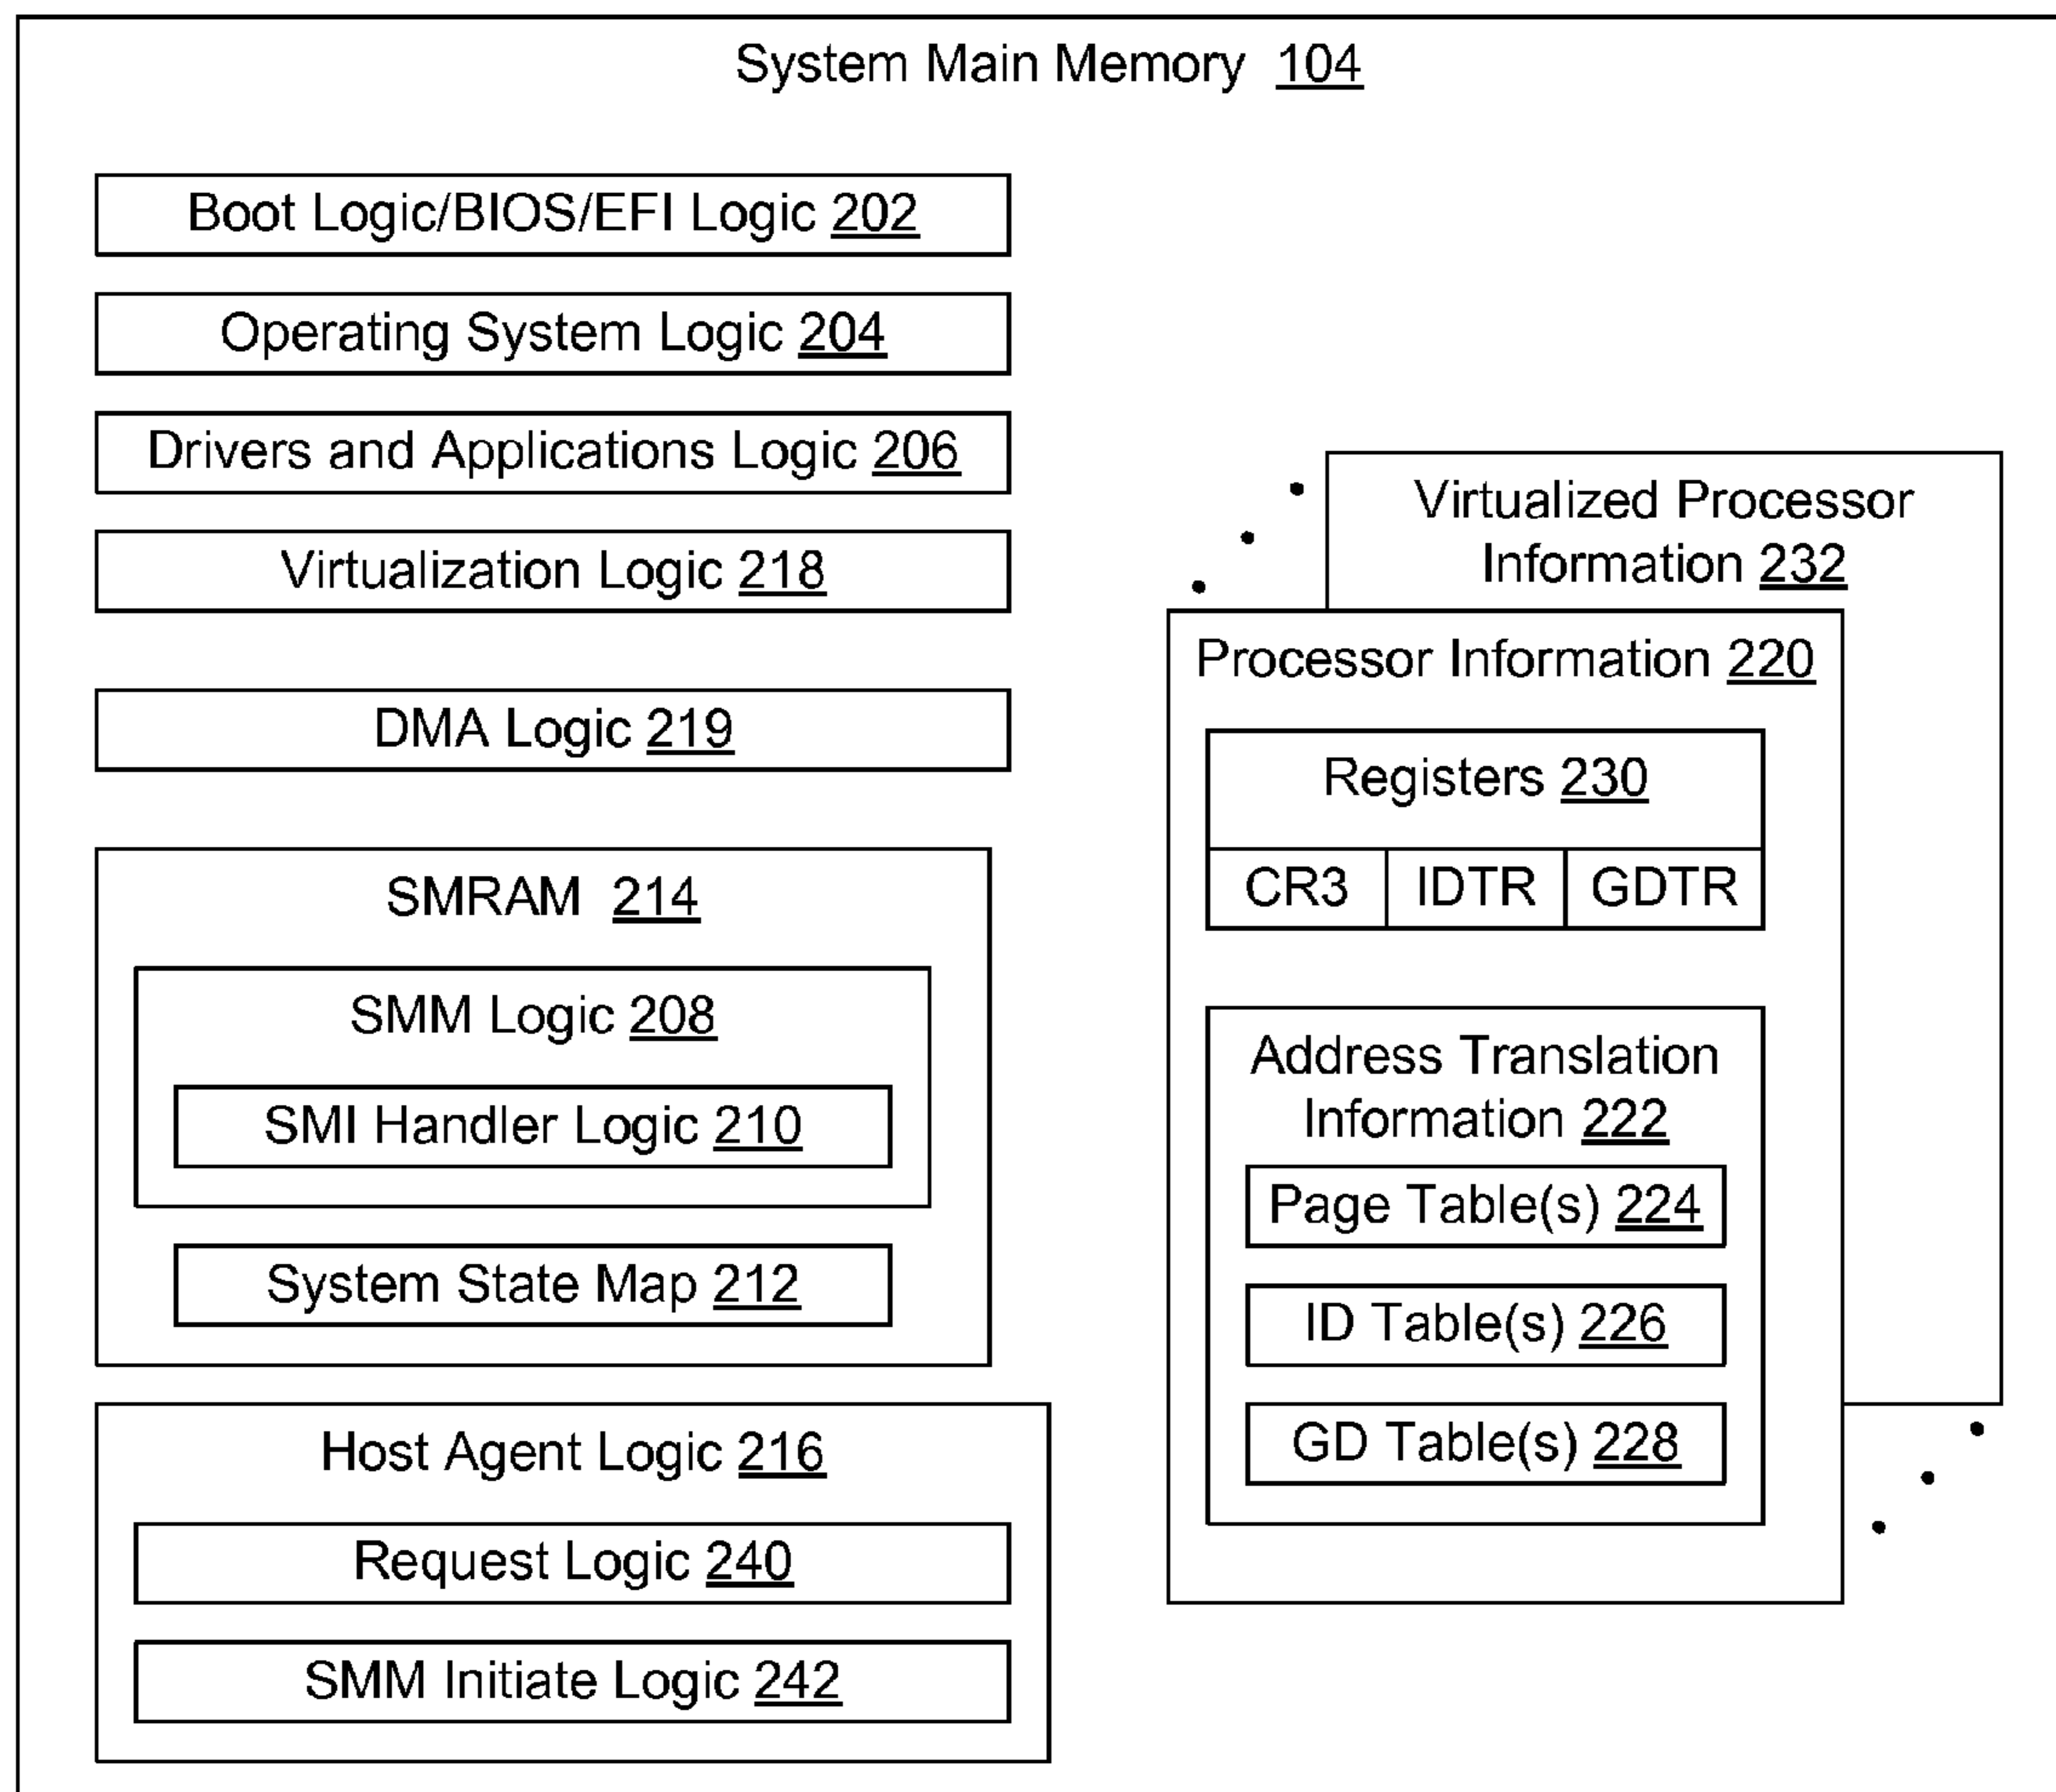 System Main Memory 104
Boot Logic/BIOS/EFI Logic 202
Operating System Logic 204
Drivers and Applications Logic 206
Virtualization Logic 218
DMA Logic 219
SMRAM 214
SMM Logic 208
SMI Handler Logic 210
System State Map 212
Host Agent Logic 216
Request Logic 240
SMM Initiate Logic 242
Virtualized Processor
Information 232
Processor Information 220
Registers 230
CR3 IDTR GDTR
Address Translation
Information 222
Page Table(s) 224
ID Table(s) 226
GD Table(s) 228